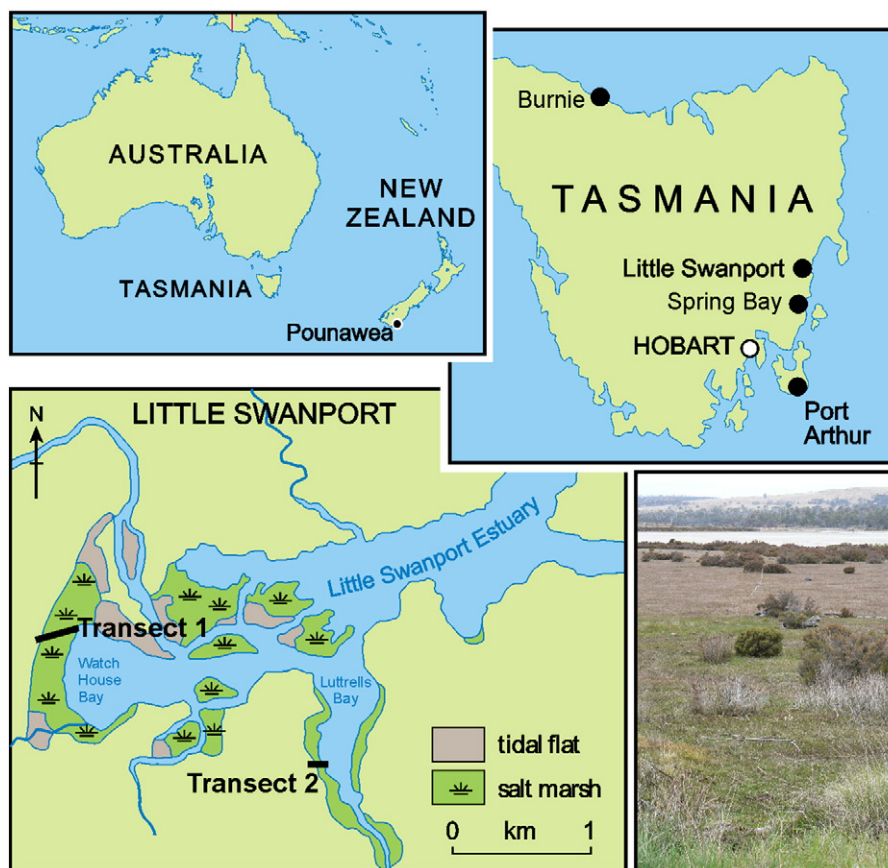 AUSTRALIA
NEW
ZEALAND
TASMANIA
Pounawea
Burnie
TASMANIA
Little Swanport
Spring Bay
HOBART
Port
Arthur
LITTLE SWANPORT
N
Little Swanport Estuary
Transect 1
Watch
House
Bay
Luttrells
Bay
Transect 2
tidal flat
salt marsh
0 km 1